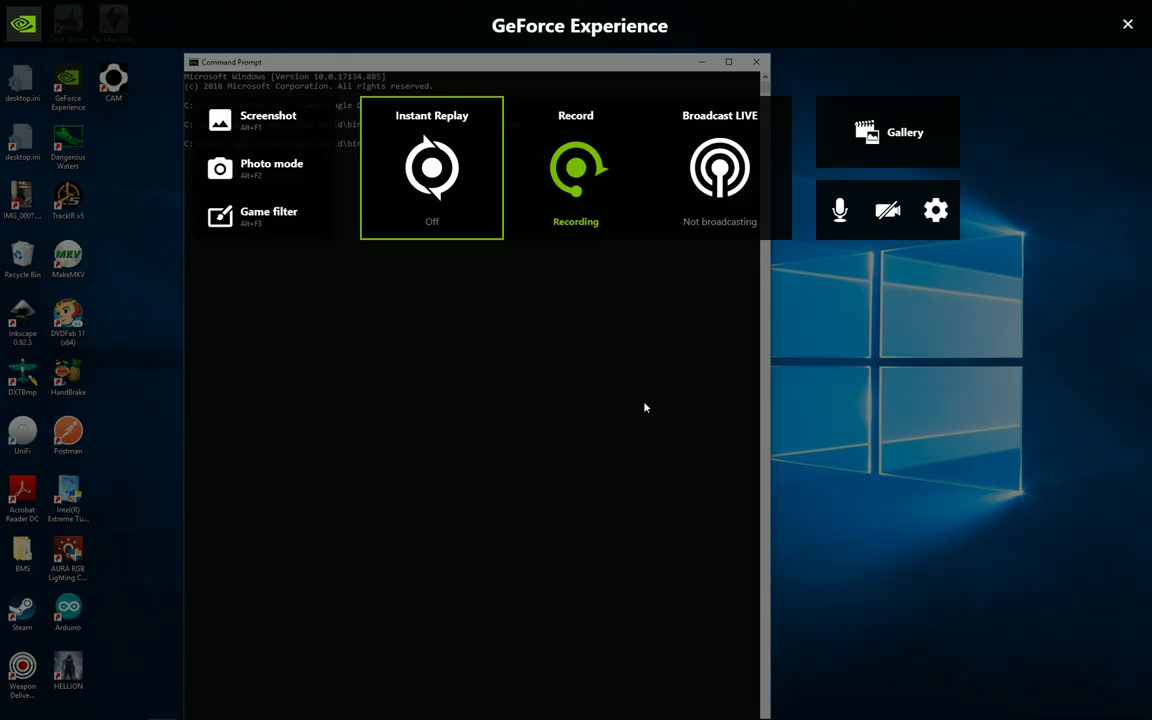 GeForce Experience
Command Prompt
Microsoft Windows [Version 10.0.17134.885]
(c) 2018 Microsoft Corporation. All rights reserved.
Screenshot
Alt+F1
Photo mode
Alt+F2
Game filter
Alt+F3
Instant Replay
Off
Record
Recording
Broadcast LIVE
Not broadcasting
Gallery
desktop.ini
GeForce
Experience
CAM
desktop.ini
Dangerous
Waters
IMG_0007....
TrackIR v5
Recycle Bin
MakeMKV
Inkscape
0.92.3
DVDFab 11
(x64)
DXTBmp
HandBrake
UniFi
Postman
Acrobat
Reader DC
Intel(R)
Extreme Tu...
BMS
AURA RGB
Lighting C...
Steam
Arduino
Weapon
Delive...
HELLION